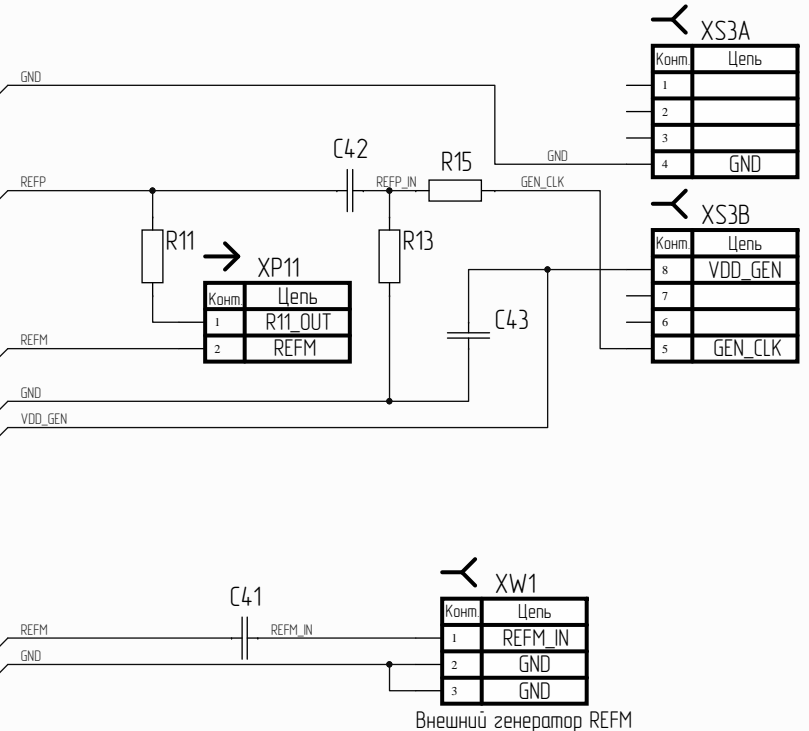 XS3A
Конт. Цепь
GND
1
2
3
4 GND
GND
C42
R15
REFP
REFP_IN
GEN_CLK
XS3B
Конт. Цепь
8 VDD_GEN
7
6
5 GEN_CLK
R11
R13
XP11
Конт. Цепь
1 R11_OUT
2 REFM
C43
REFM
GND
VDD_GEN
XW1
C41
Конт. Цепь
REFM
REFM_IN
1 REFM_IN
GND
2 GND
3 GND
Внешний генератор REFM